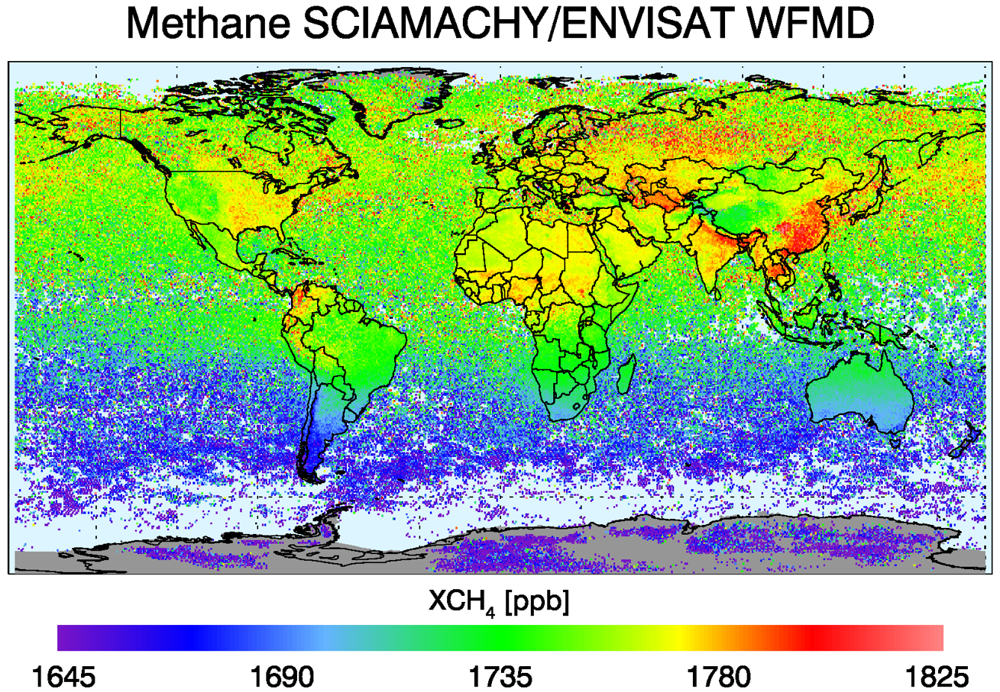 Methane SCIAMACHY/ENVISAT WFMD
XCH₄ [ppb]
1645 1690 1735 1780 1825